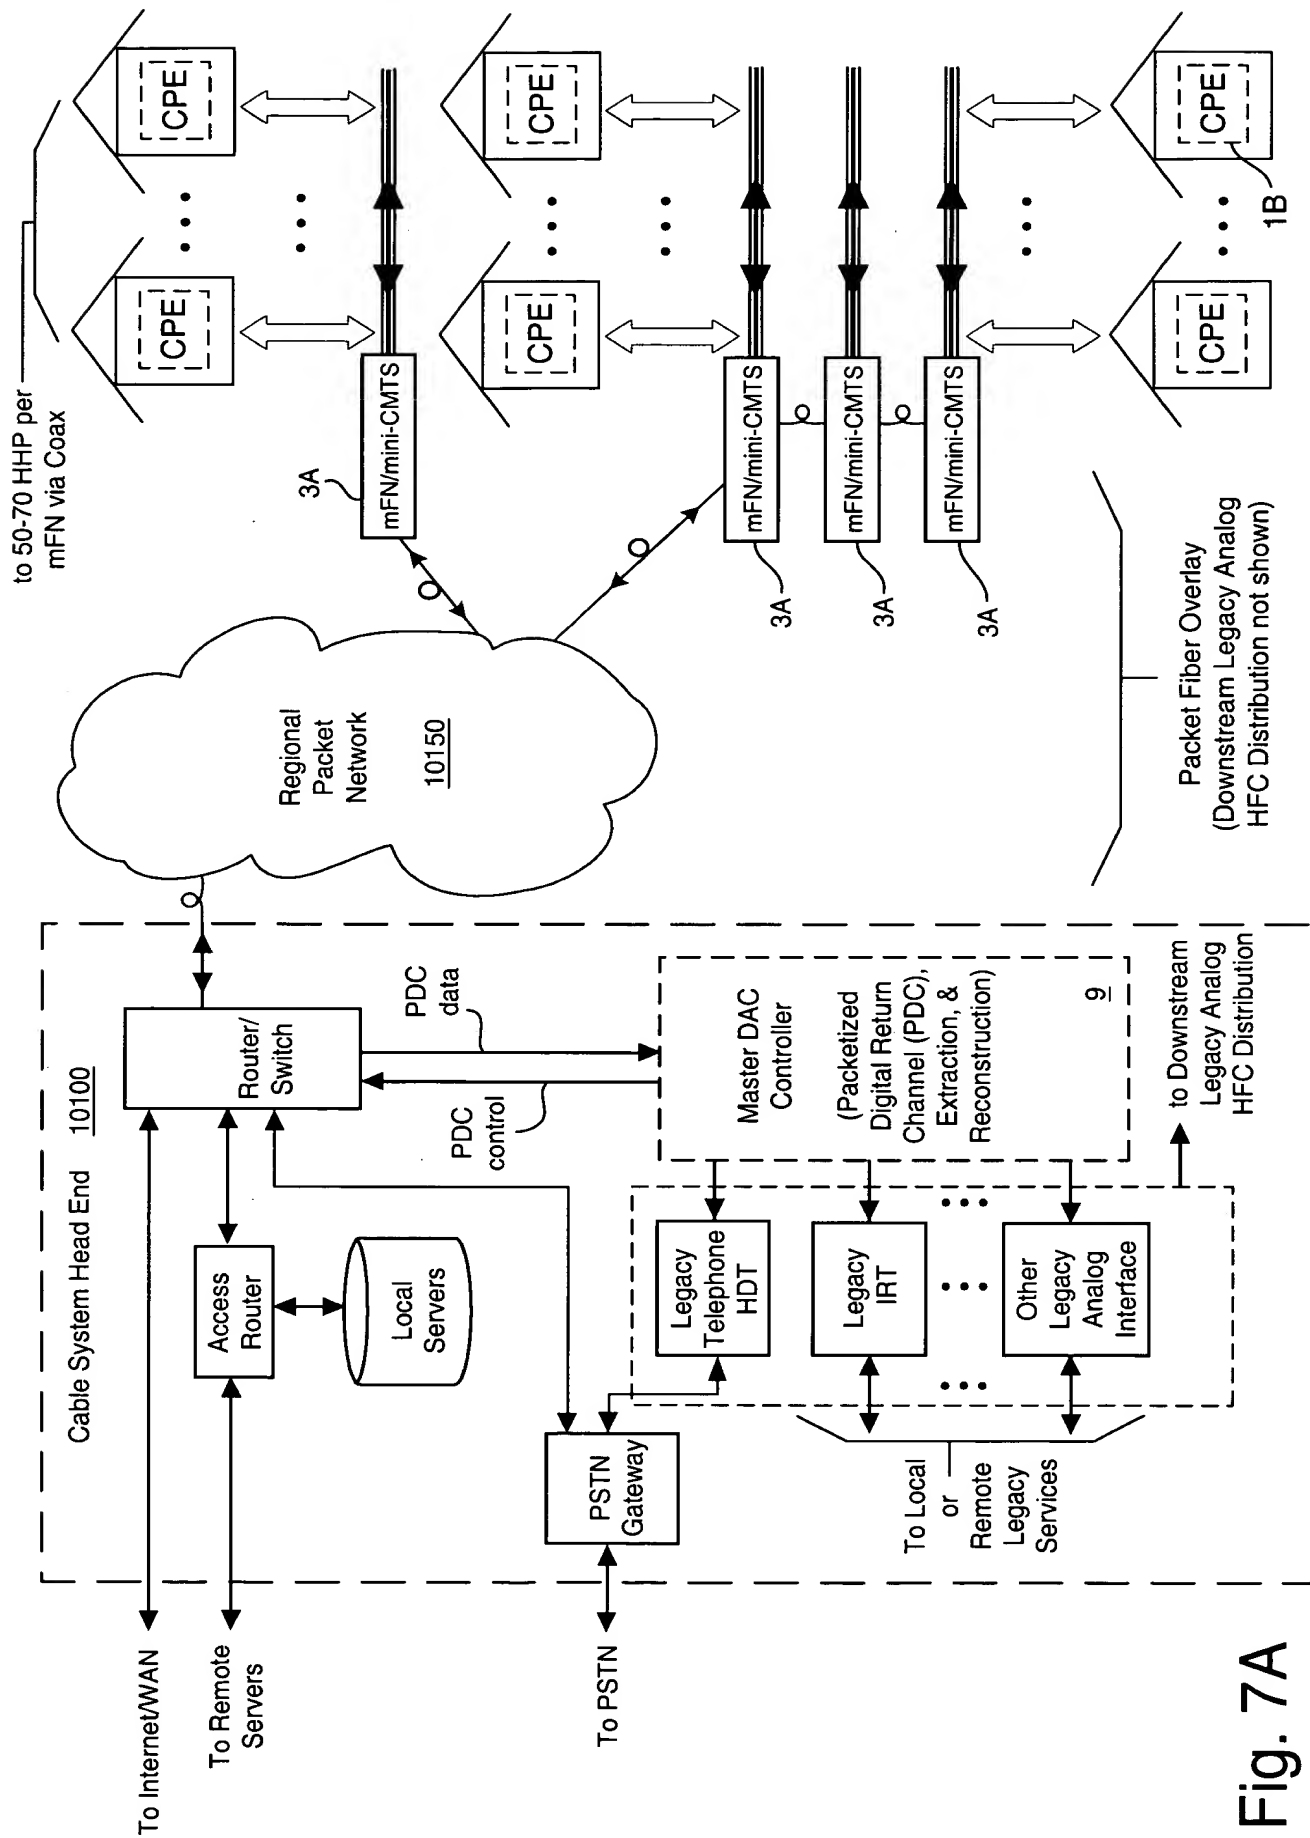 to 50-70 HHP per
mFN via Coax
CPE
CPE
3A
mFN/mini-CMTS
CPE
CPE
mFN/mini-CMTS
mFN/mini-CMTS
mFN/mini-CMTS
3A
3A
3A
CPE
CPE
1B
Regional
Packet
Network
10150
Packet Fiber Overlay
(Downstream Legacy Analog
HFC Distribution not shown)
Cable System Head End
10100
Router/
Switch
PDC
data
PDC
control
Access
Router
Local
Servers
Master DAC
Controller
(Packetized
Digital Return
Channel (PDC),
Extraction, &
Reconstruction)
9
Legacy
Telephone
HDT
Legacy
IRT
Other
Legacy
Analog
Interface
to Downstream
Legacy Analog
HFC Distribution
PSTN
Gateway
To Local
or
Remote
Legacy
Services
To Internet/WAN
To Remote
Servers
To PSTN
Fig. 7A